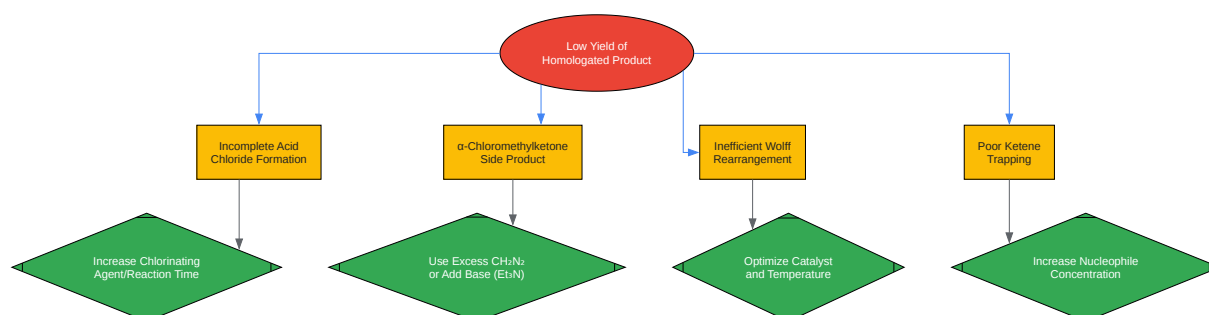 Low Yield of
Homologated Product
Incomplete Acid
Chloride Formation
α-Chloromethylketone
Side Product
Inefficient Wolff
Rearrangement
Poor Ketene
Trapping
Increase Chlorinating
Agent/Reaction Time
Use Excess CH₂N₂
or Add Base (Et₃N)
Optimize Catalyst
and Temperature
Increase Nucleophile
Concentration